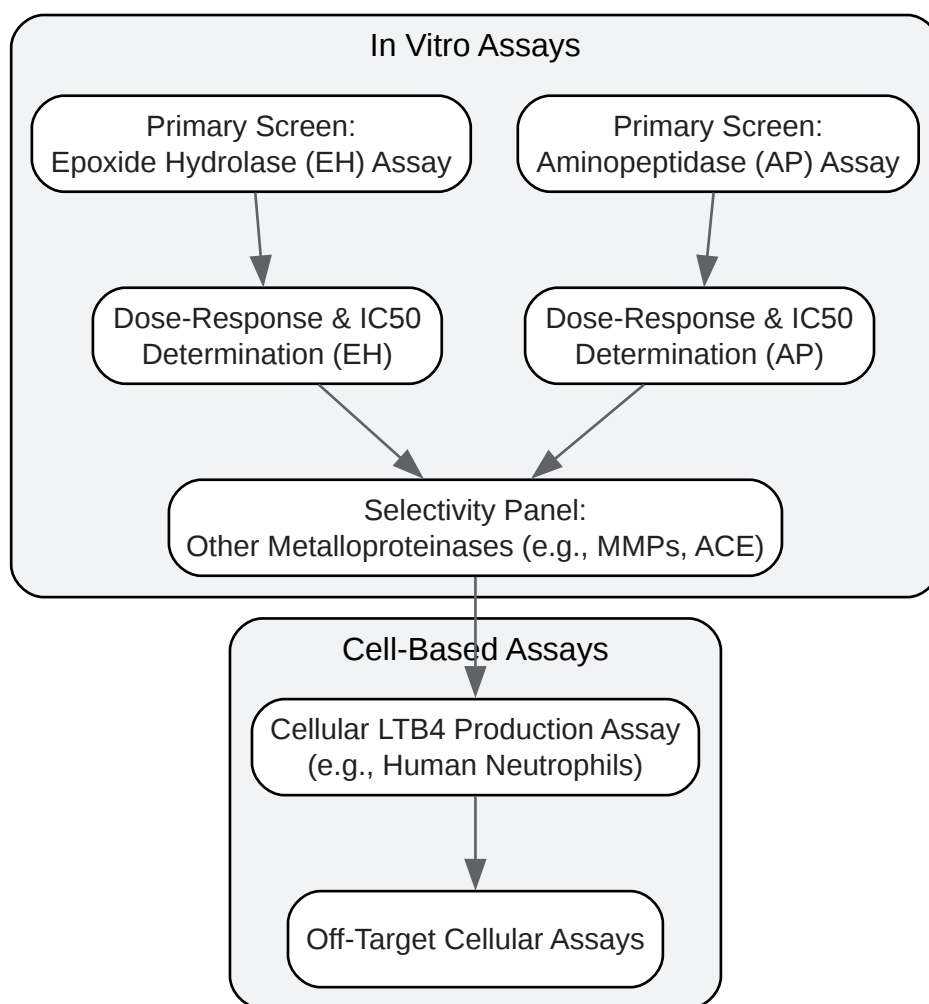 In Vitro Assays
Primary Screen:
Epoxide Hydrolase (EH) Assay
Primary Screen:
Aminopeptidase (AP) Assay
Dose-Response & IC50
Determination (EH)
Dose-Response & IC50
Determination (AP)
Selectivity Panel:
Other Metalloproteinases (e.g., MMPs, ACE)
Cell-Based Assays
Cellular LTB4 Production Assay
(e.g., Human Neutrophils)
Off-Target Cellular Assays